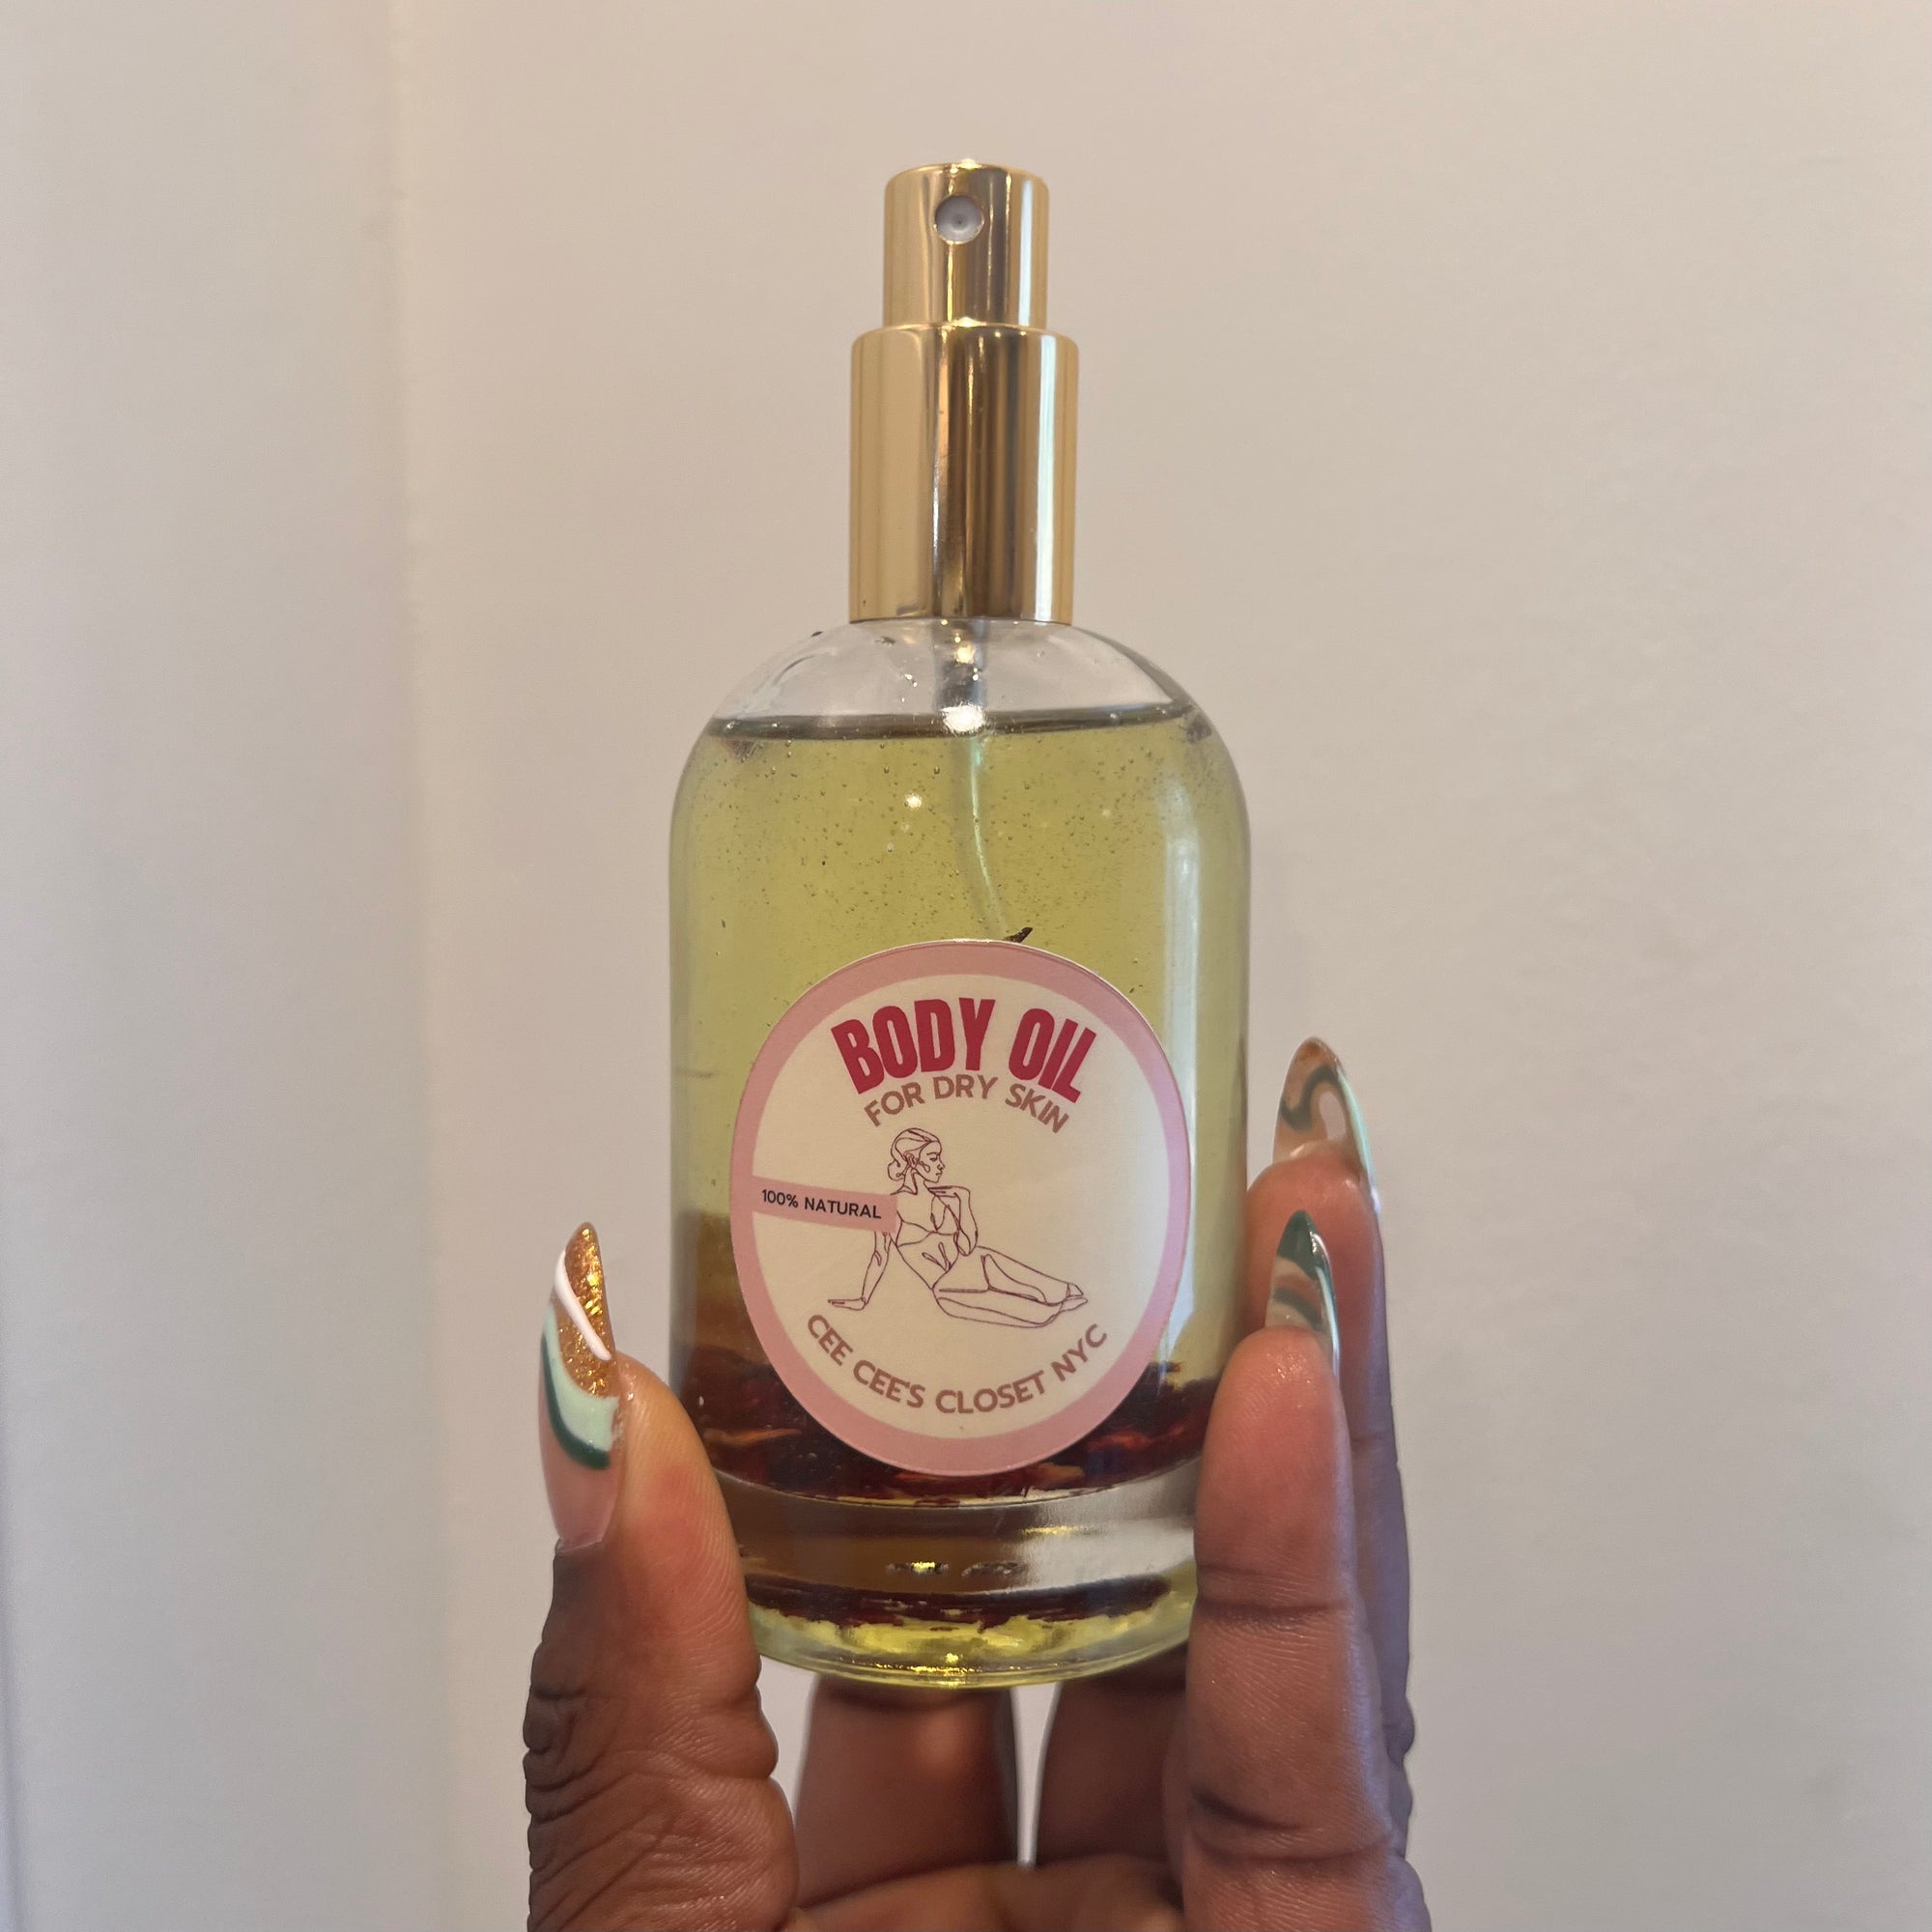 BODY OIL
FOR DRY SKIN
100% NATURAL
CEE CEE'S CLOSET NYC